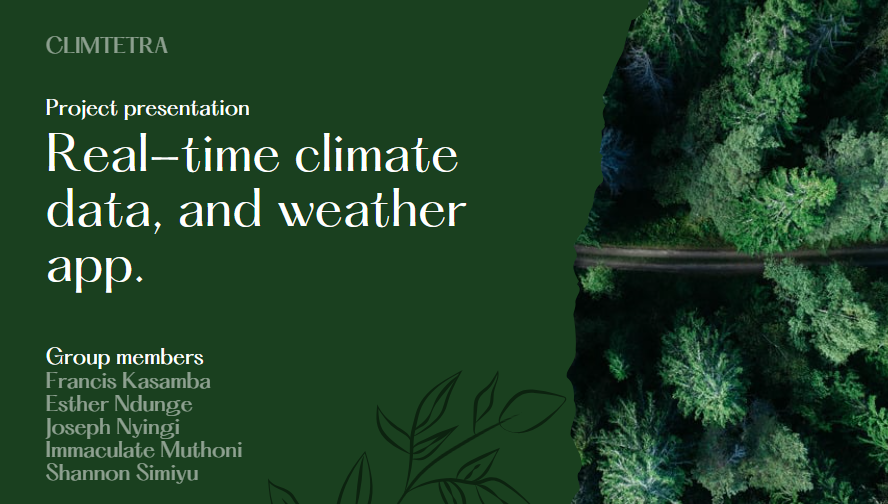 CLIMTETRA
Project presentation
Real-time climate
data, and weather
app.
Group members
Francis Kasamba
Esther Ndunge
Joseph Nyingi
Immaculate Muthoni
Shannon Simiyu